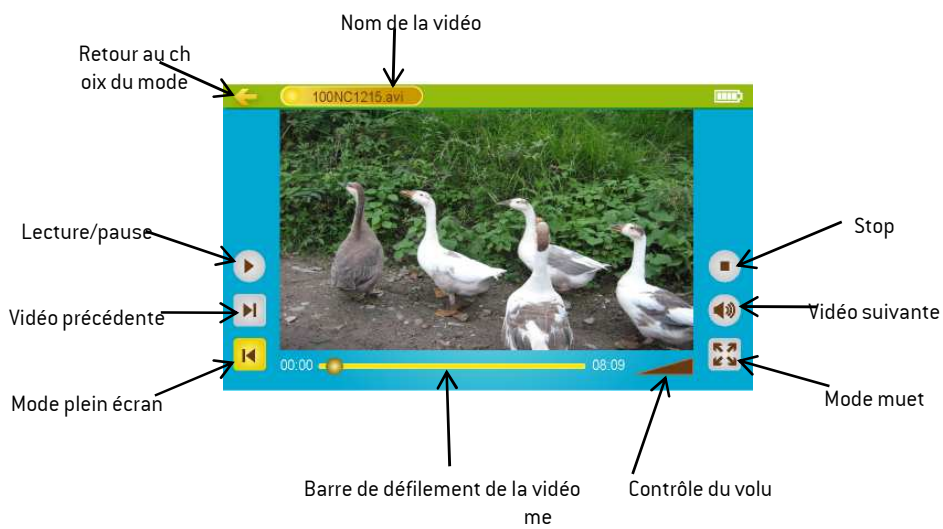 Nom de la vidéo
Retour au ch
oix du mode
100NC1215.avi
Lecture/pause
Stop
Vidéo précédente
Vidéo suivante
00:00
08:09
Mode plein écran
Mode muet
Barre de défilement de la vidéo
Contrôle du volu
me